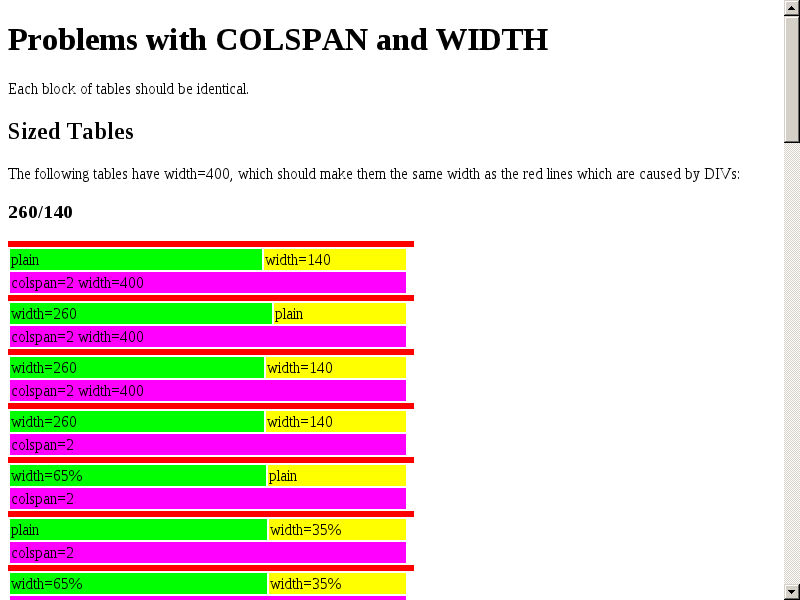 Problems with COLSPAN and WIDTH
Each block of tables should be identical.
Sized Tables
The following tables have width=400, which should make them the same width as the red lines which are caused by DIVs:
260/140
plain width=140
colspan=2 width=400
width=260 plain
colspan=2 width=400
width=260 width=140
colspan=2 width=400
width=260 width=140
colspan=2
width=65% plain
colspan=2
plain width=35%
colspan=2
width=65% width=35%